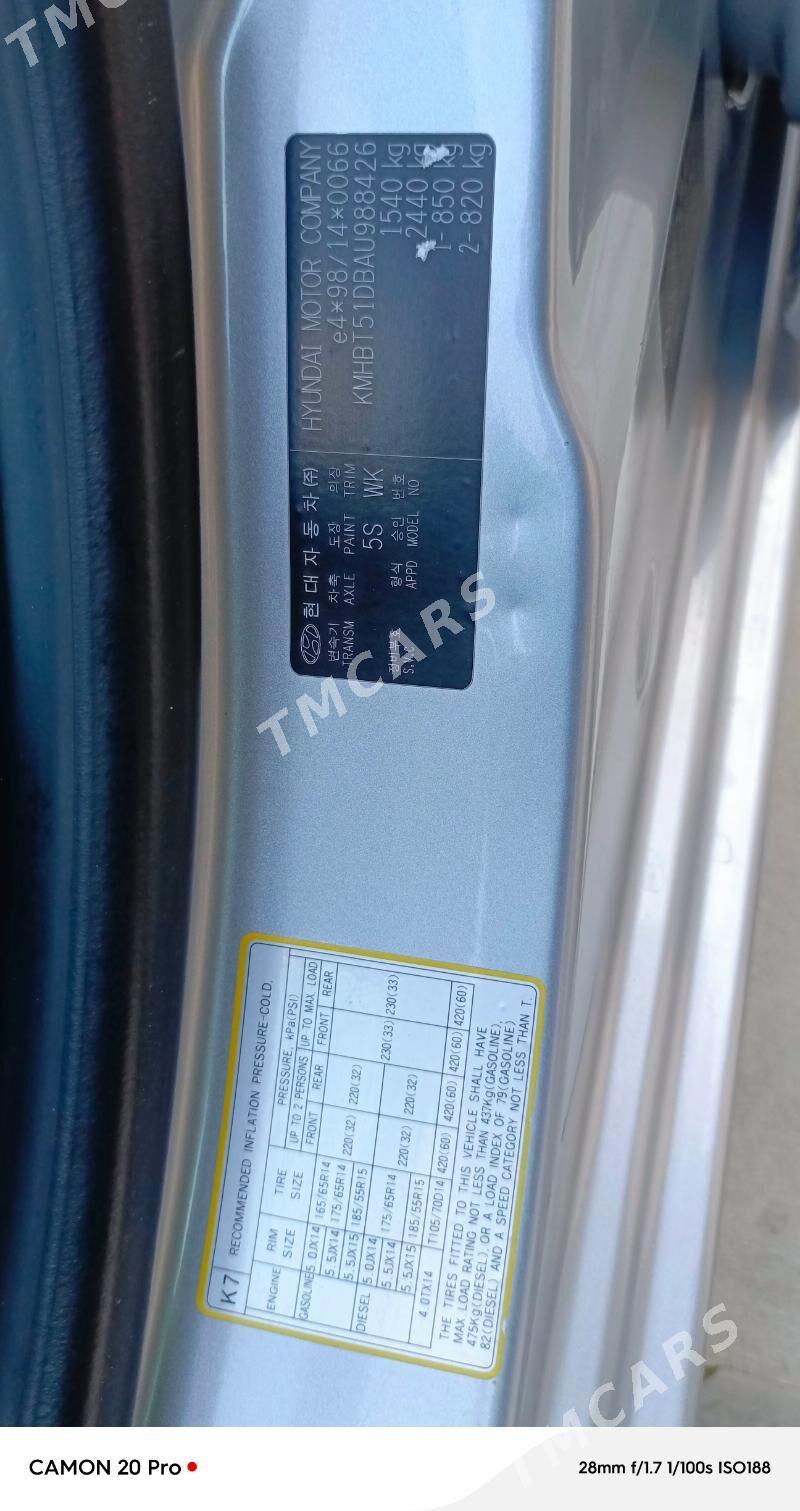 HYUNDAI MOTOR COMPANY
e4*98/14*0066
KMHBT51DBAU988426
1540 kg
2440 kg
1- 850 kg
2- 820 kg
현대자동차(주)
변속기 차축 도장 의장
TRANSM AXLE PAINT TRIM
5S WK
정비부호 형식 승인 번호
APPD MODEL NO
K7 RECOMMENDED INFLATION PRESSURE-COLD.
ENGINE RIM SIZE TIRE SIZE PRESSURE, kPa(PSI)
UP TO 2 PERSONS UP TO MAX LOAD
FRONT REAR FRONT REAR
GASOLINE 5.0JX14 165/65R14
5.5JX14 175/65R14 220(32) 220(32)
5.5JX15 185/55R15
DIESEL 5.0JX14
5.5JX14 175/65R14 220(32) 220(32) 230(33) 230(33)
5.5JX15 185/55R15
4.0TX14 T105/70D14 420(60) 420(60) 420(60) 420(60)
THE TIRES FITTED TO THIS VEHICLE SHALL HAVE
MAX LOAD RATING NOT LESS THAN 437Kg(GASOLINE),
475Kg(DIESEL), OR A LOAD INDEX OF 79(GASOLINE)
82(DIESEL) AND A SPEED CATEGORY NOT LESS THAN T.
TMCARS
TMCARS
CAMON 20 Pro
28mm f/1.7 1/100s ISO188